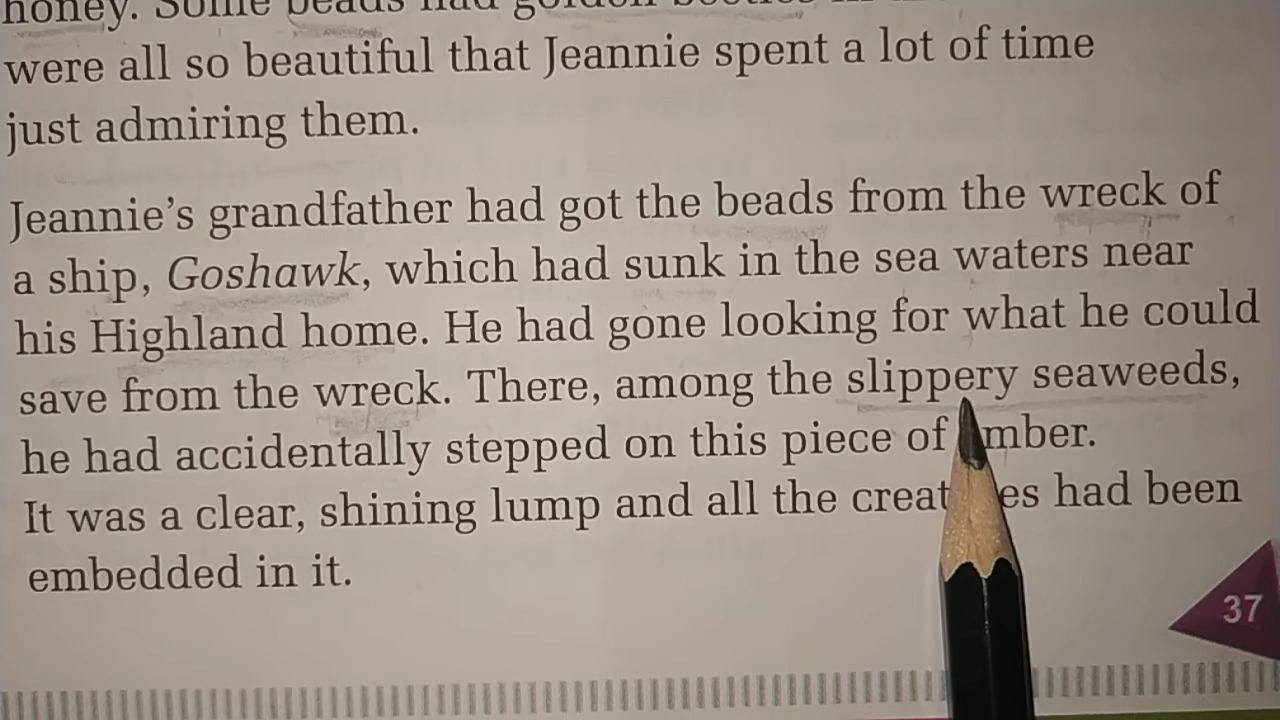 honey. Some beads had golden
were all so beautiful that Jeannie spent a lot of time
just admiring them.
Jeannie's grandfather had got the beads from the wreck of
a ship, Goshawk, which had sunk in the sea waters near
his Highland home. He had gone looking for what he could
save from the wreck. There, among the slippery seaweeds,
he had accidentally stepped on this piece of amber.
It was a clear, shining lump and all the creatures had been
embedded in it.
37